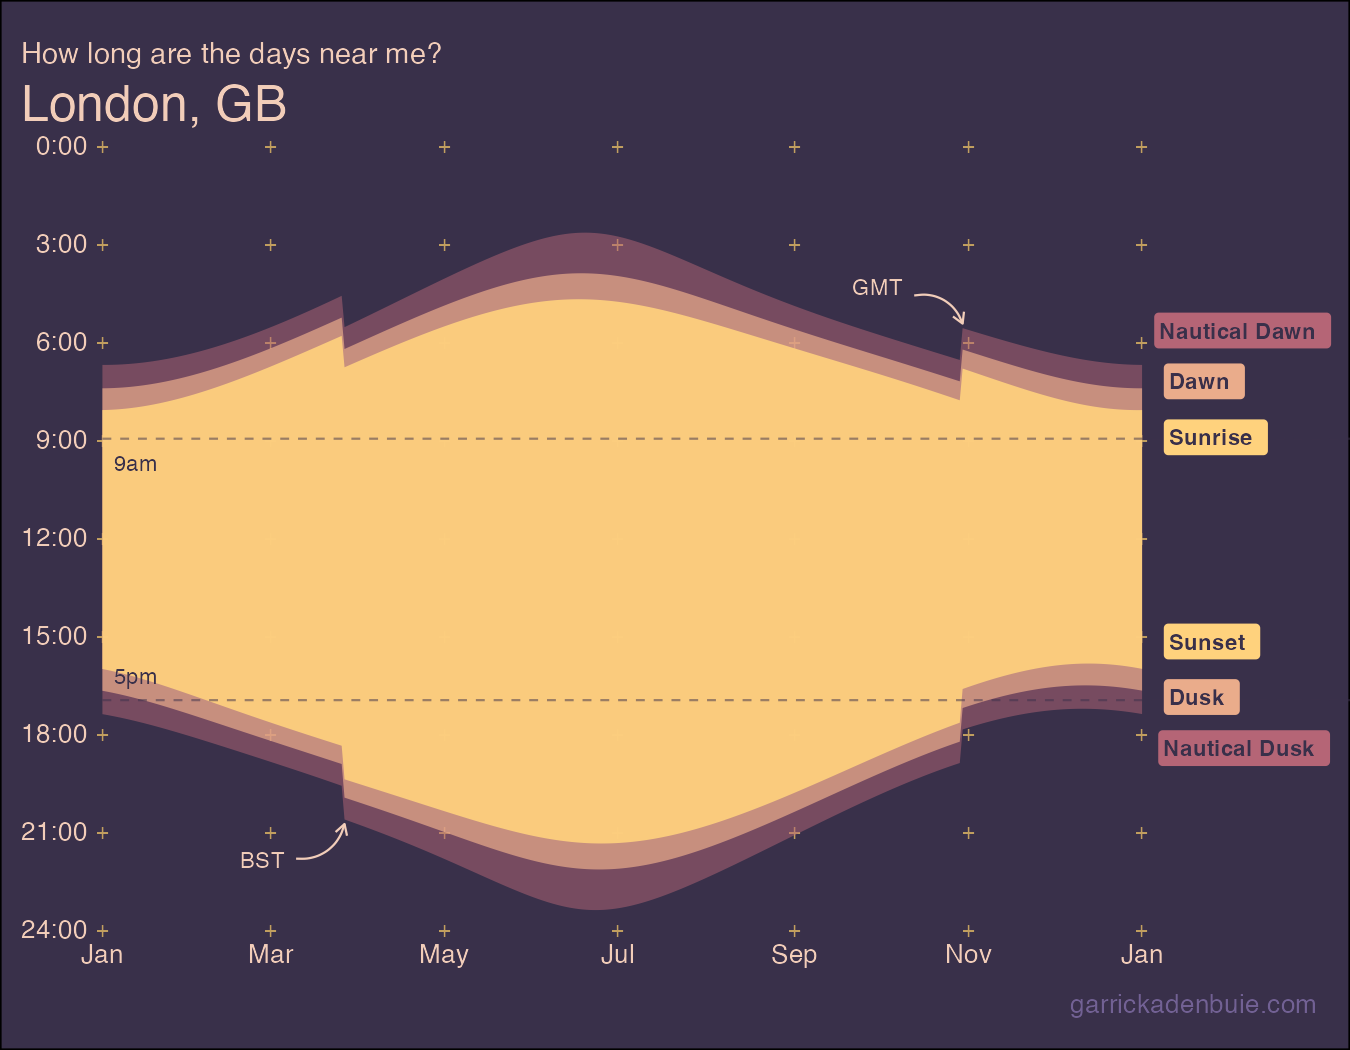 How long are the days near me?
London, GB
0:00
3:00
GMT
Nautical Dawn
6:00
Dawn
Sunrise
9:00
9am
12:00
15:00
Sunset
5pm
Dusk
18:00
Nautical Dusk
21:00
BST
24:00
Jan Mar May Jul Sep Nov Jan
garrickadenbuie.com